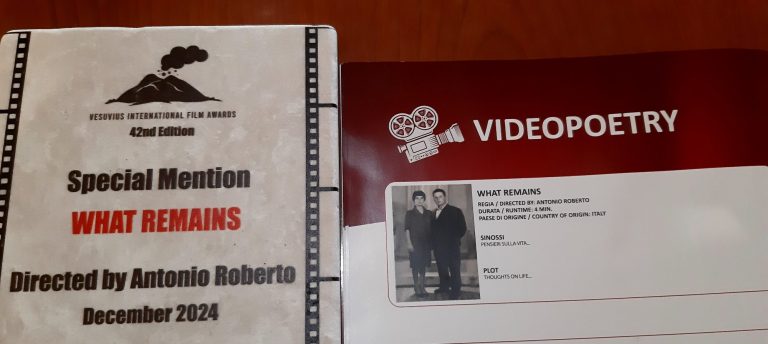 VESUVIUS INTERNATIONAL FILM AWARDS
42nd Edition
Special Mention
WHAT REMAINS
Directed by Antonio Roberto
December 2024
VIDEOPOETRY
WHAT REMAINS
REGIA / DIRECTED BY: ANTONIO ROBERTO
DURATA / RUNTIME: 4 MIN.
PAESE DI ORIGINE / COUNTRY OF ORIGIN: ITALY
SINOSSI
PENSIERI SULLA VITA...
PLOT
THOUGHTS ON LIFE...